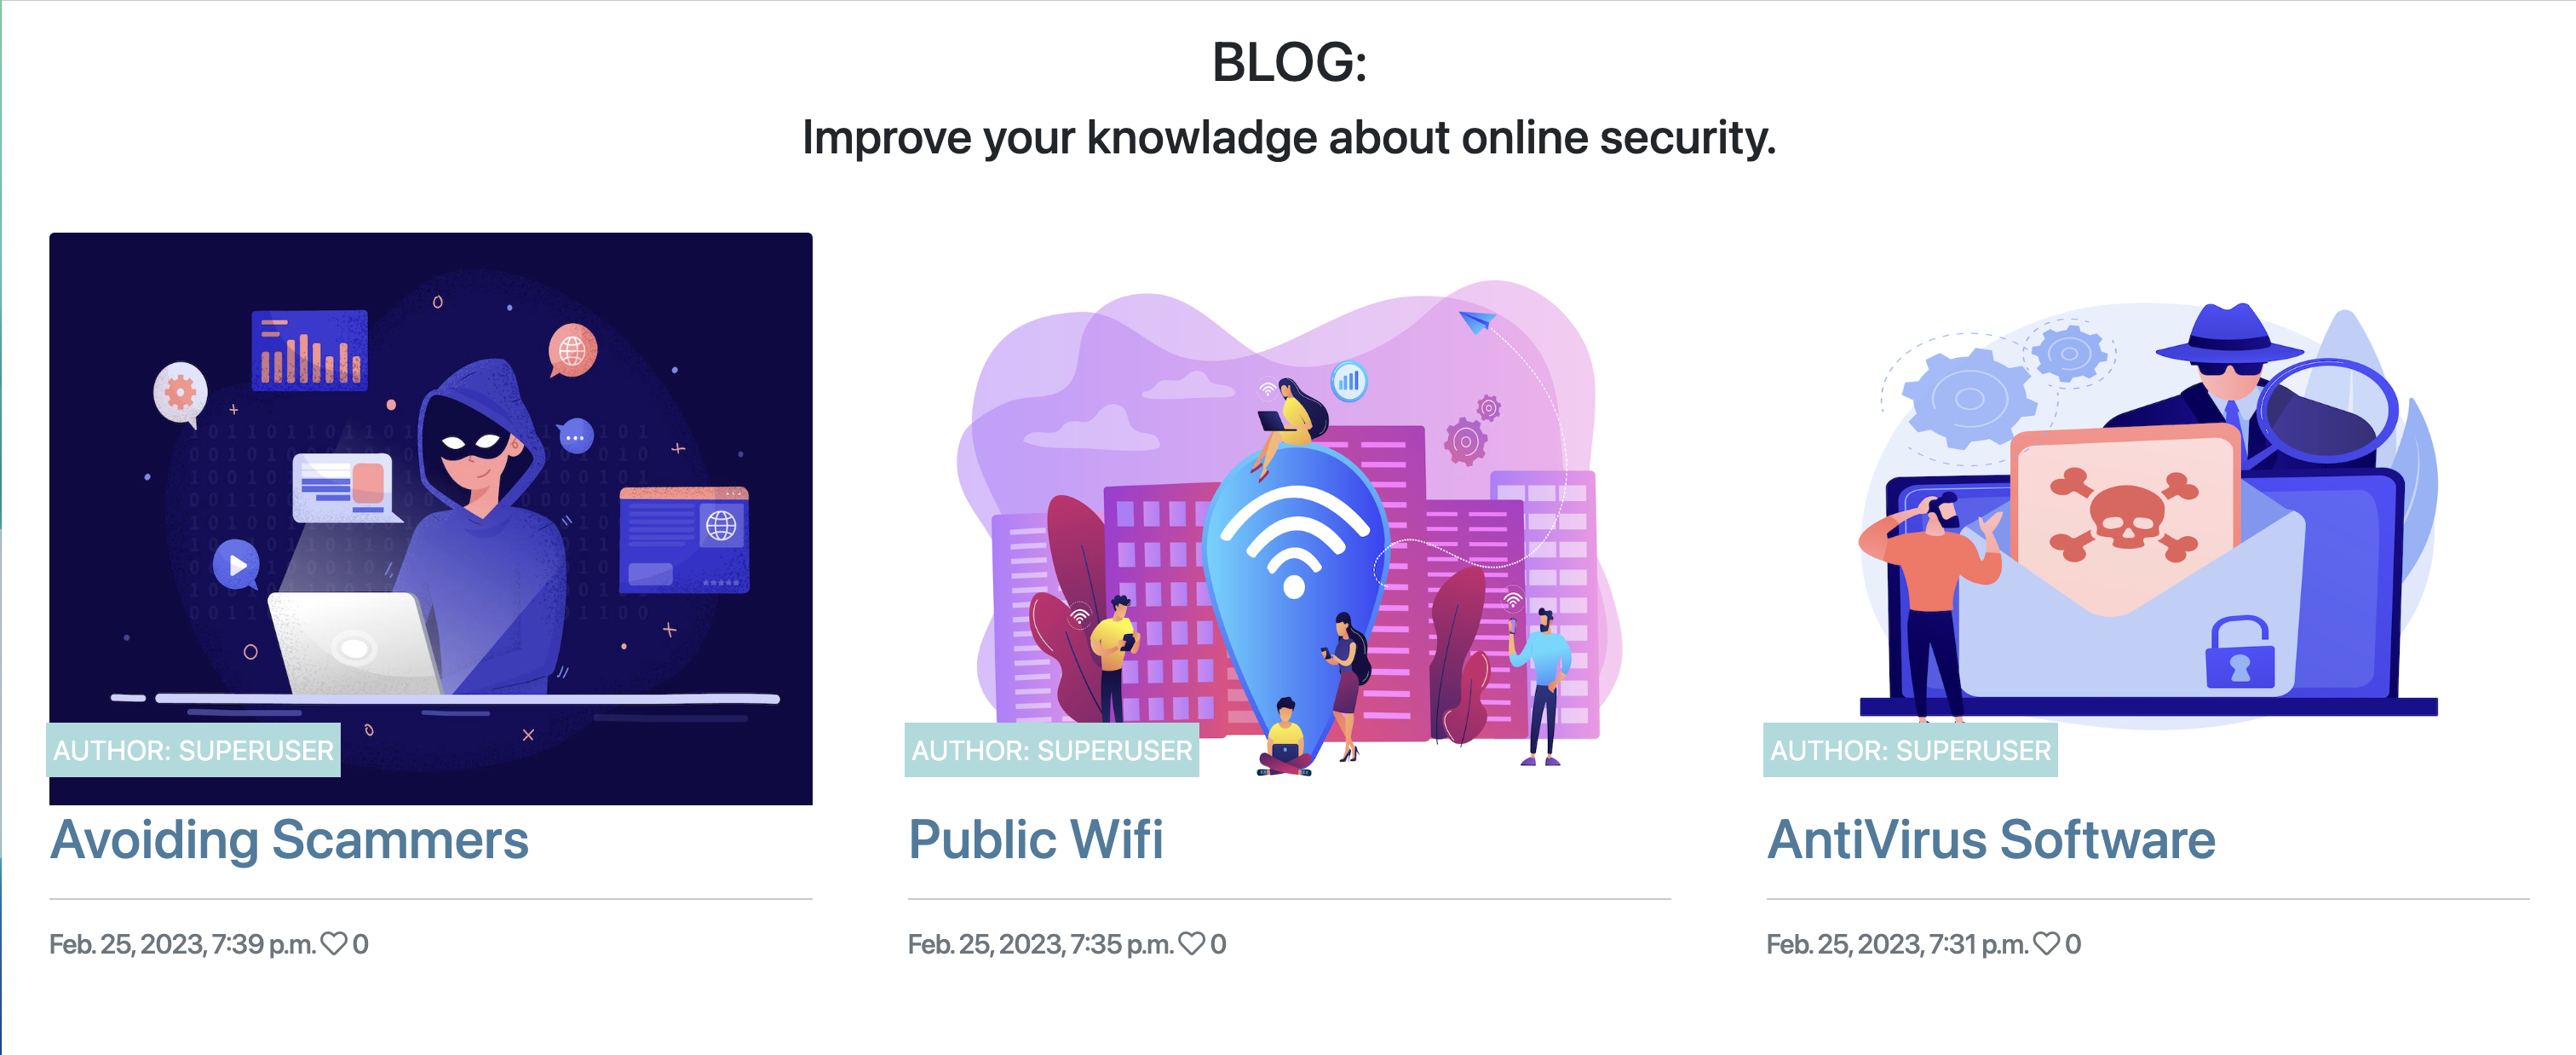 BLOG:
Improve your knowladge about online security.
AUTHOR: SUPERUSER
Avoiding Scammers
Feb. 25, 2023, 7:39 p.m. 0
AUTHOR: SUPERUSER
Public Wifi
Feb. 25, 2023, 7:35 p.m. 0
AUTHOR: SUPERUSER
AntiVirus Software
Feb. 25, 2023, 7:31 p.m. 0